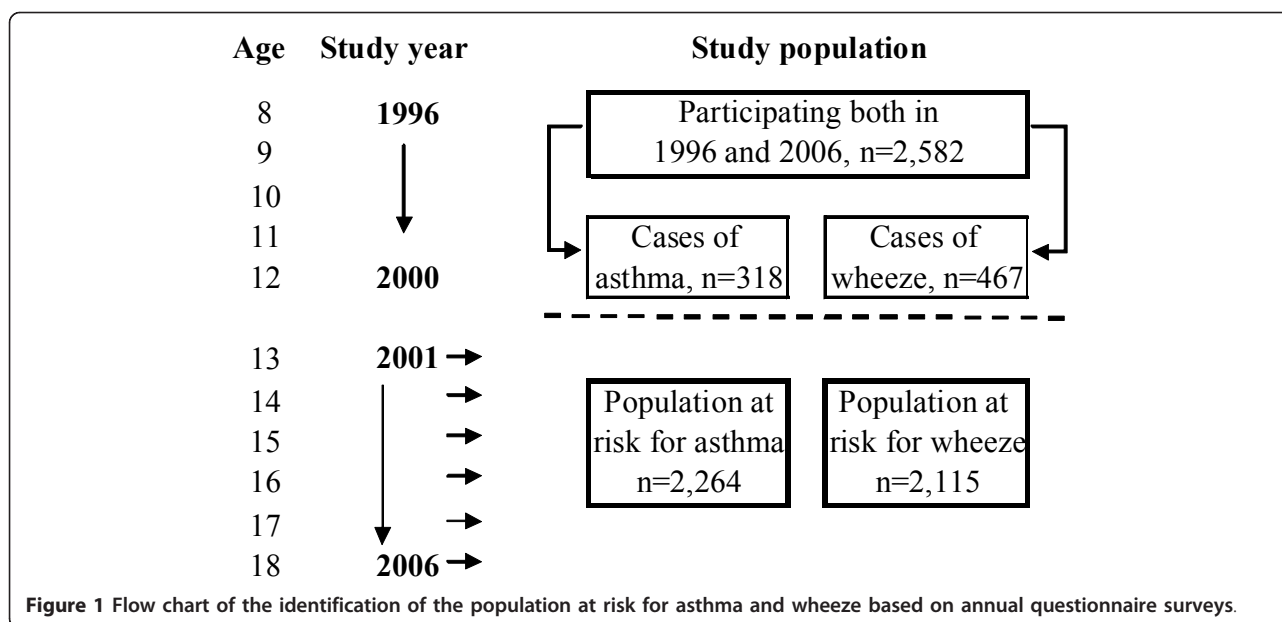 Age Study year Study population
8 1996 Participating both in
9 1996 and 2006, n=2,582
10
11 Cases of Cases of
12 2000 asthma, n=318 wheeze, n=467
13 2001
14 Population at Population at
15 risk for asthma risk for wheeze
16 n=2,264 n=2,115
17
18 2006
Figure 1 Flow chart of the identification of the population at risk for asthma and wheeze based on annual questionnaire surveys.